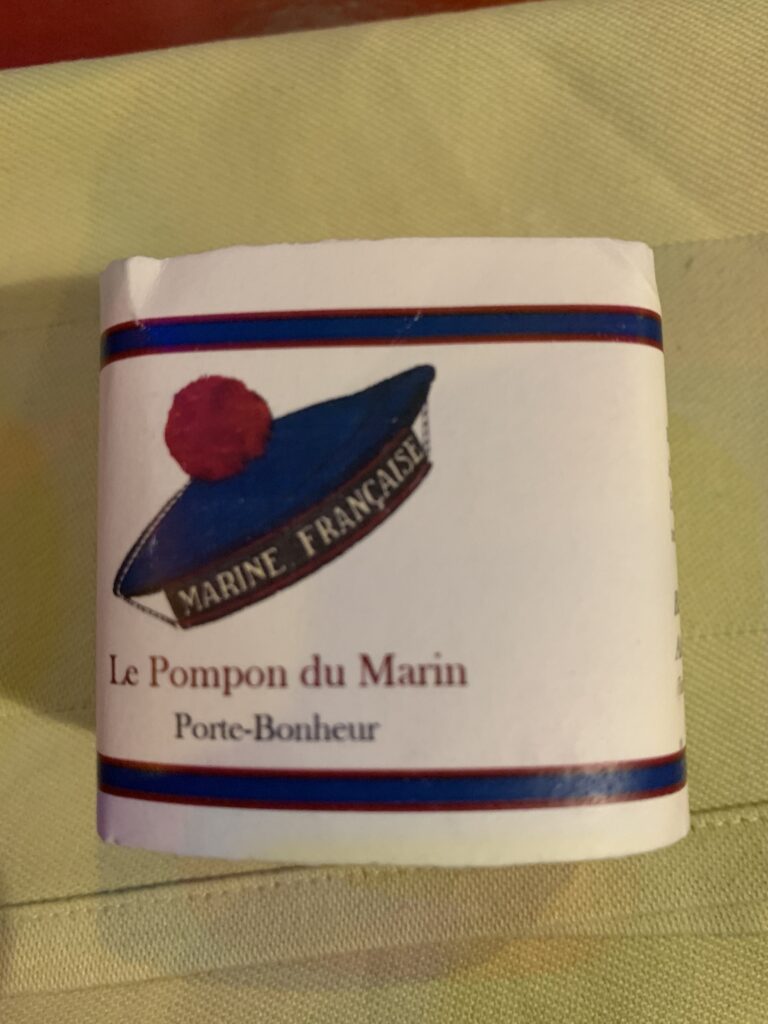 MARINE FRANÇAISE
Le Pompon du Marin
Porte-Bonheur